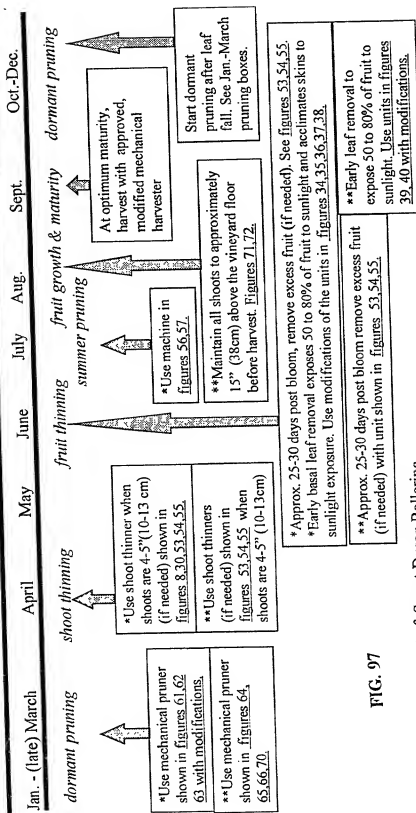 Jan. - (late) March April May June July Aug. Sept. Oct.-Dec.
dormant pruning
shoot thinning
fruit thinning
summer pruning
fruit growth & maturity
dormant pruning
*Use mechanical pruner
shown in figures 61,62
63 with modifications.
**Use mechanical pruner
shown in figures 64,
65,66,70.
*Use shoot thinner when
shoots are 4-5"(10-13 cm)
(if needed) shown in
figures 8,30,53,54,55.
**Use shoot thinners
(if needed) shown in
figures 53,54,55 when
shoots are 4-5" (10-13cm)
*Use machine in
figures 56,57.
**Maintain all shoots to approximately
15" (38cm) above the vineyard floor
before harvest. Figures 71,72.
At optimum maturity,
harvest with approved,
modified mechanical
harvester
Start dormant
pruning after leaf
fall. See Jan.-March
pruning boxes.
*Approx. 25-30 days post bloom, remove excess fruit (if needed). See figures 53,54,55.
*Early basal leaf removal exposes 50 to 80% of fruit to sunlight and acclimates skins to
sunlight exposure. Use modifications of the units in figures 34,35,36,37,38.
**Approx. 25-30 days post bloom remove excess fruit
(if needed) with unit shown in figures 53,54,55.
**Early leaf removal to
expose 50 to 80% of fruit to
sunlight. Use units in figures
39, 40 with modifications.
FIG. 97